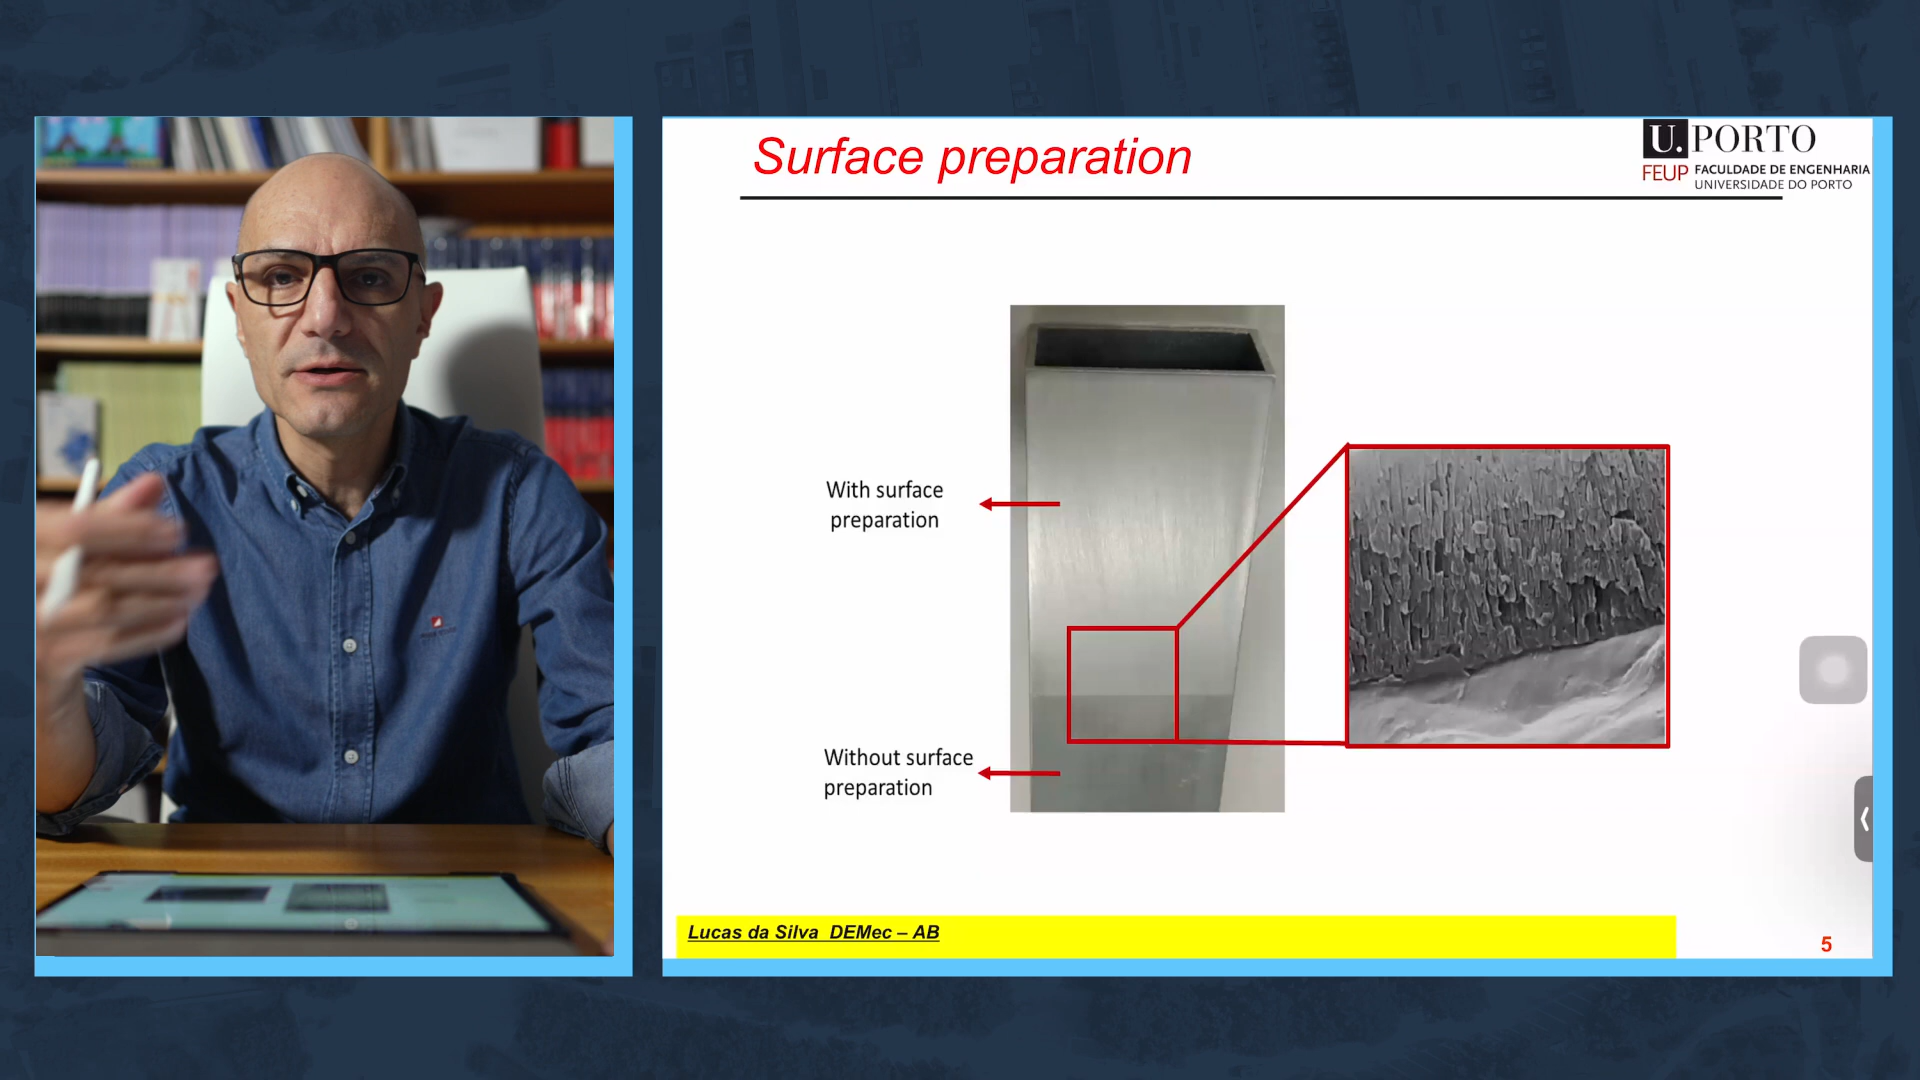 Surface preparation
U.PORTO
FEUP FACULDADE DE ENGENHARIA
UNIVERSIDADE DO PORTO
With surface
preparation
Without surface
preparation
Lucas da Silva DEMec – AB
5